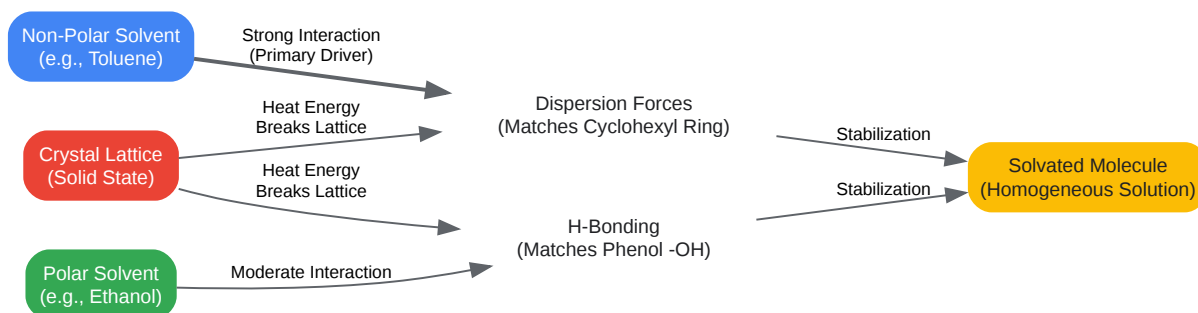 Non-Polar Solvent
(e.g., Toluene)
Strong Interaction
(Primary Driver)
Heat Energy
Breaks Lattice
Dispersion Forces
(Matches Cyclohexyl Ring)
Stabilization
Crystal Lattice
(Solid State)
Heat Energy
Breaks Lattice
Solvated Molecule
(Homogeneous Solution)
Stabilization
H-Bonding
(Matches Phenol -OH)
Polar Solvent
(e.g., Ethanol)
Moderate Interaction